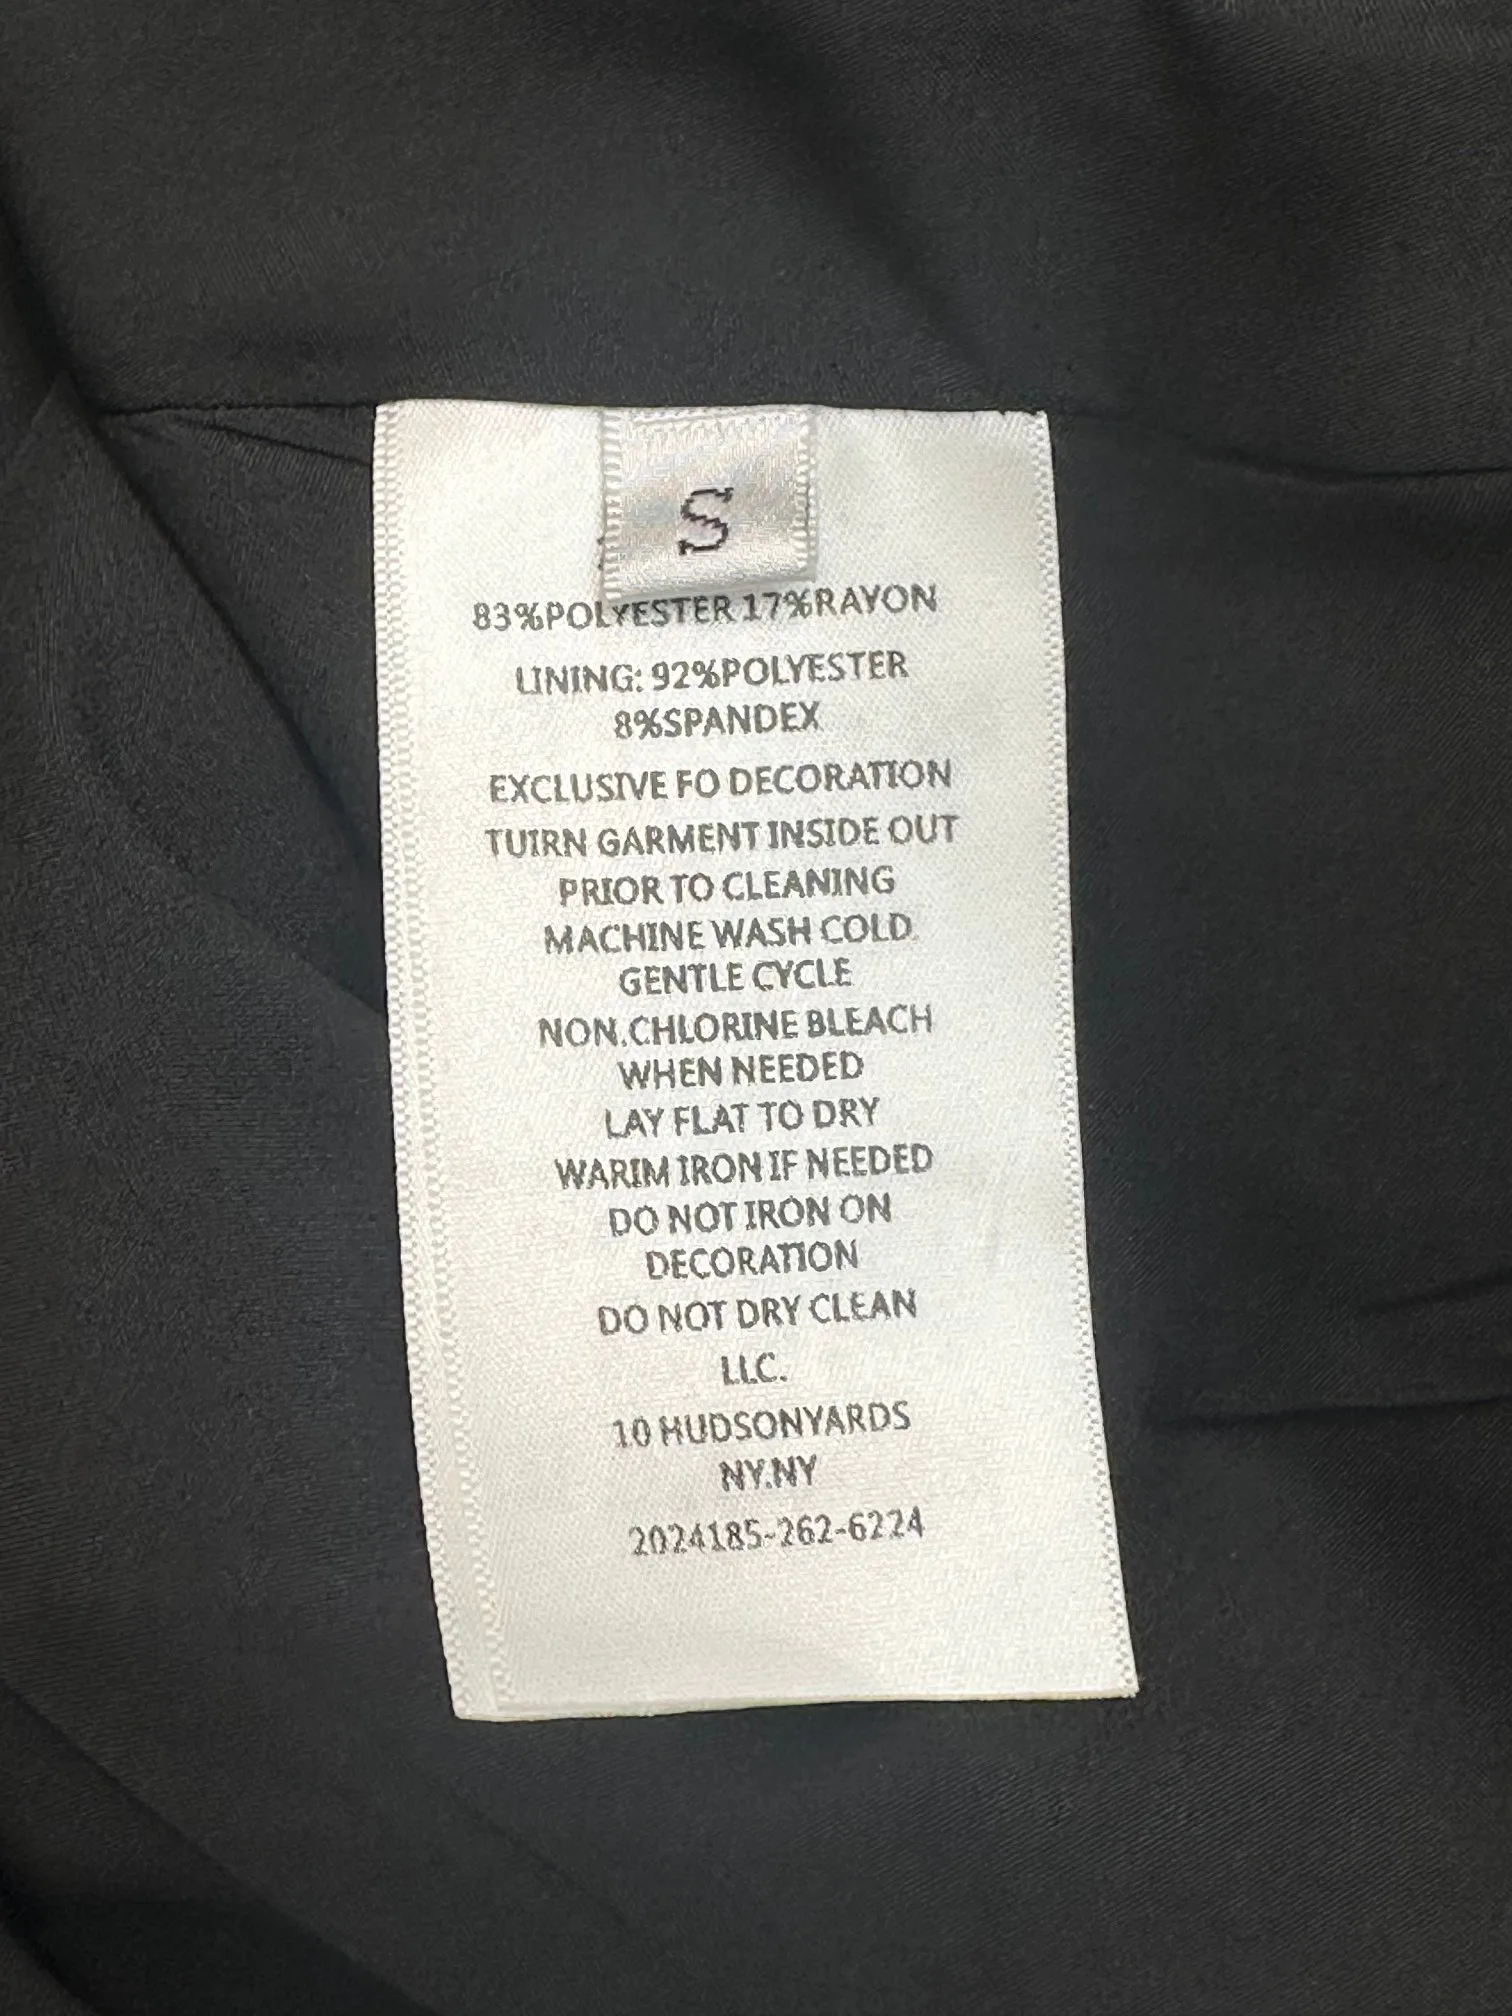 S
83%POLYESTER 17%RAYON
LINING: 92%POLYESTER
8%SPANDEX
EXCLUSIVE FO DECORATION
TUIRN GARMENT INSIDE OUT
PRIOR TO CLEANING
MACHINE WASH COLD.
GENTLE CYCLE
NON.CHLORINE BLEACH
WHEN NEEDED
LAY FLAT TO DRY
WARIM IRON IF NEEDED
DO NOT IRON ON
DECORATION
DO NOT DRY CLEAN
LLC.
10 HUDSONYARDS
NY.NY
2024185-262-6224